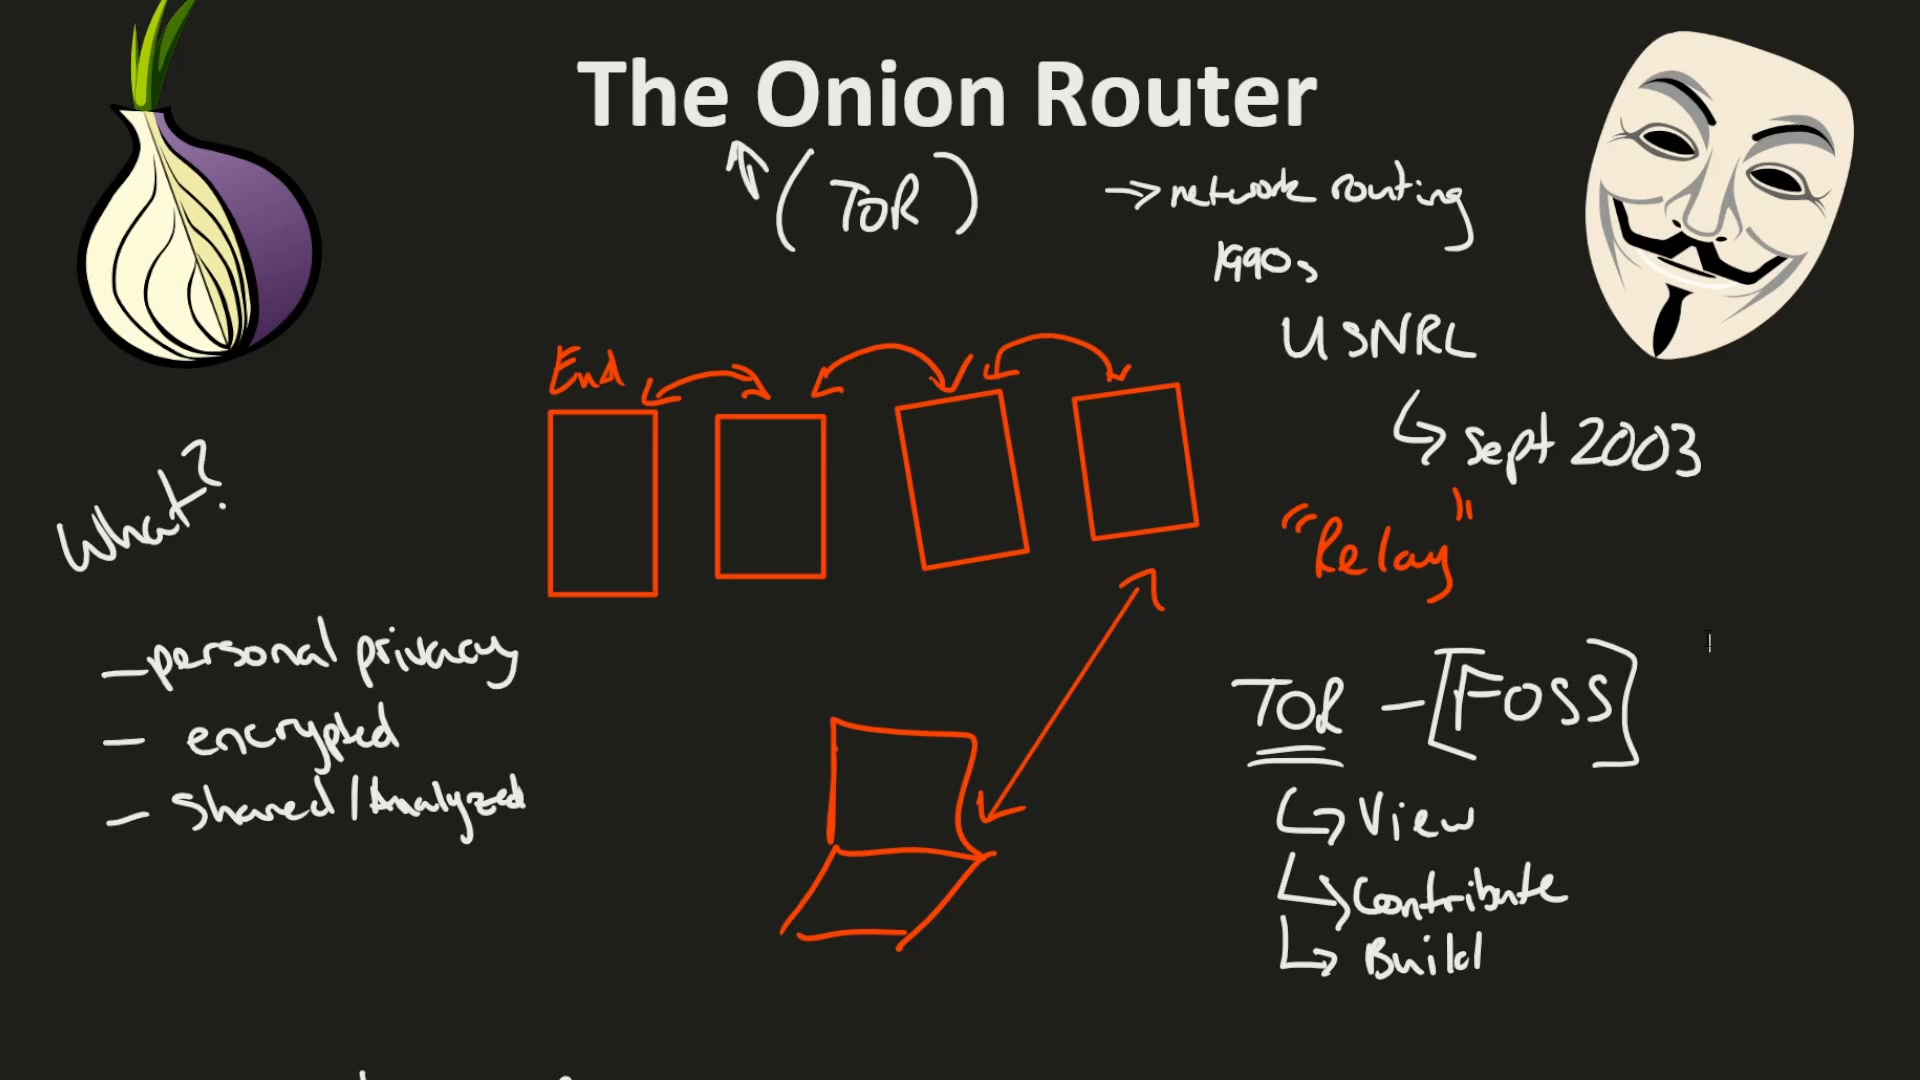 The Onion Router
(TOR)
→ network routing
1990s
USNRL
↳ Sept 2003
End
"Relay"
What?
— personal privacy
— encrypted
— Shared/Analyzed
TOR – [FOSS]
↳ View
↳ Contribute
↳ Build